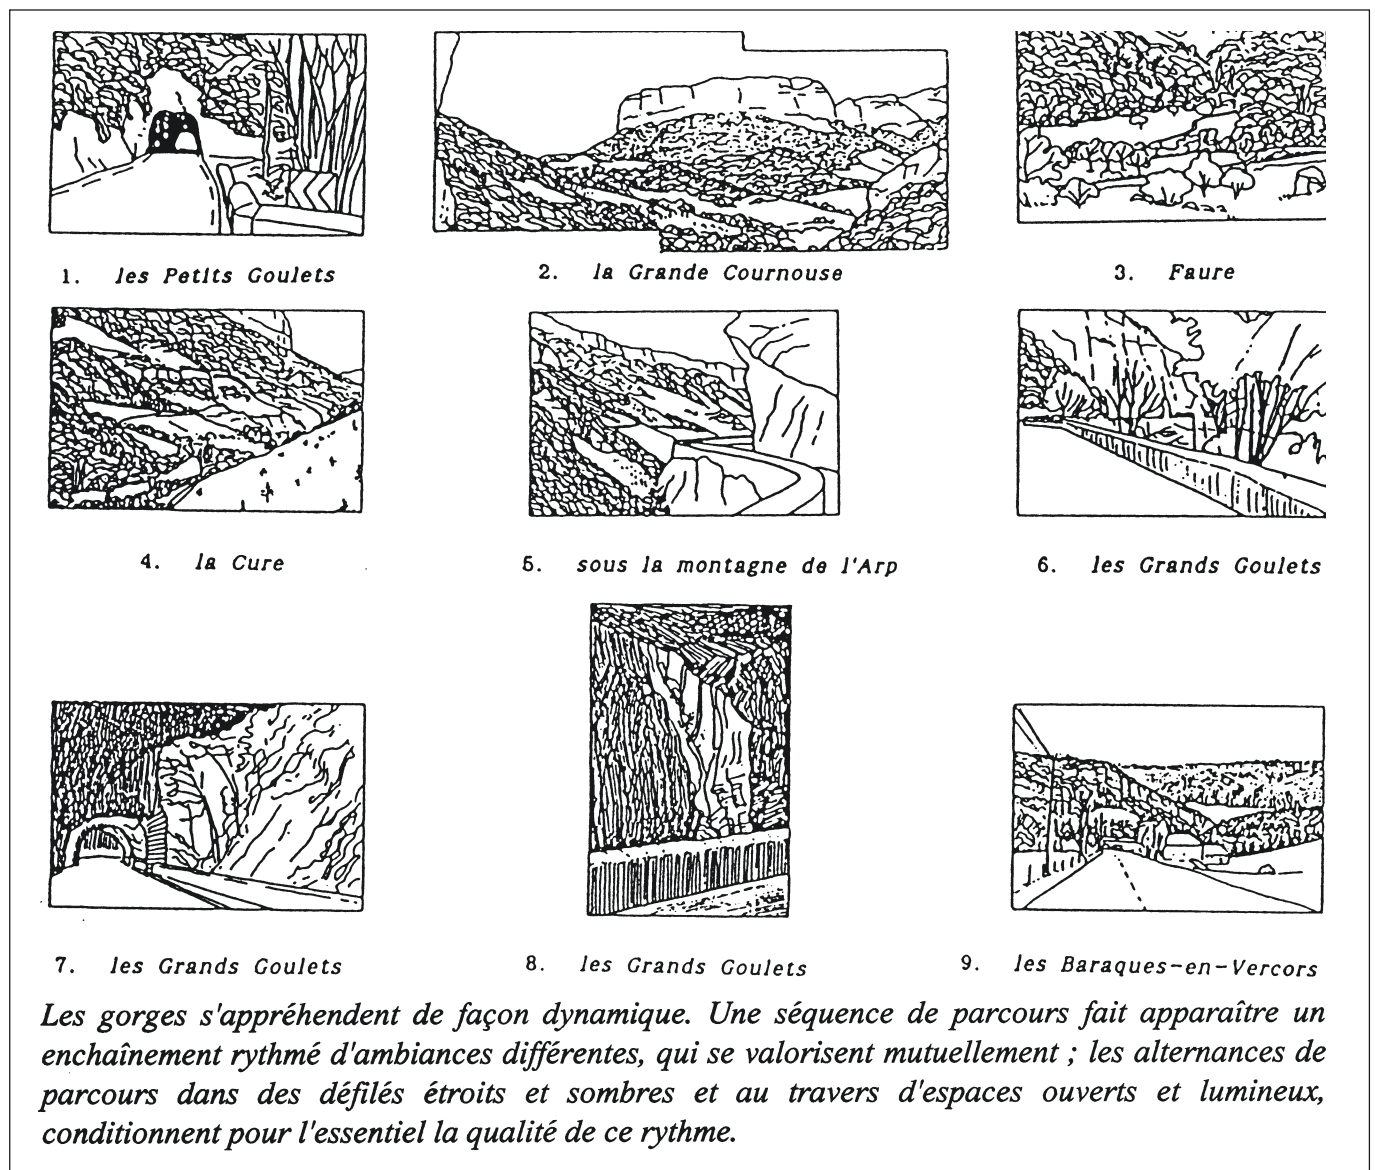 1. les Petits Goulets
2. la Grande Cournouse
3. Faure
4. la Cure
5. sous la montagne de l'Arp
6. les Grands Goulets
7. les Grands Goulets
8. les Grands Goulets
9. les Baraques-en-Vercors
Les gorges s'appréhendent de façon dynamique. Une séquence de parcours fait apparaître un
enchaînement rythmé d'ambiances différentes, qui se valorisent mutuellement ; les alternances de
parcours dans des défilés étroits et sombres et au travers d'espaces ouverts et lumineux,
conditionnent pour l'essentiel la qualité de ce rythme.